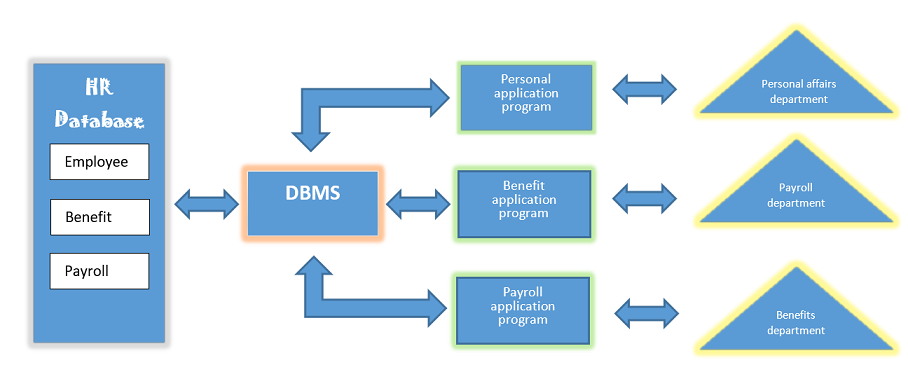 HR
Database
Employee
Benefit
Payroll
DBMS
Personal
application
program
Benefit
application
program
Payroll
application
program
Personal affairs
department
Payroll
department
Benefits
department